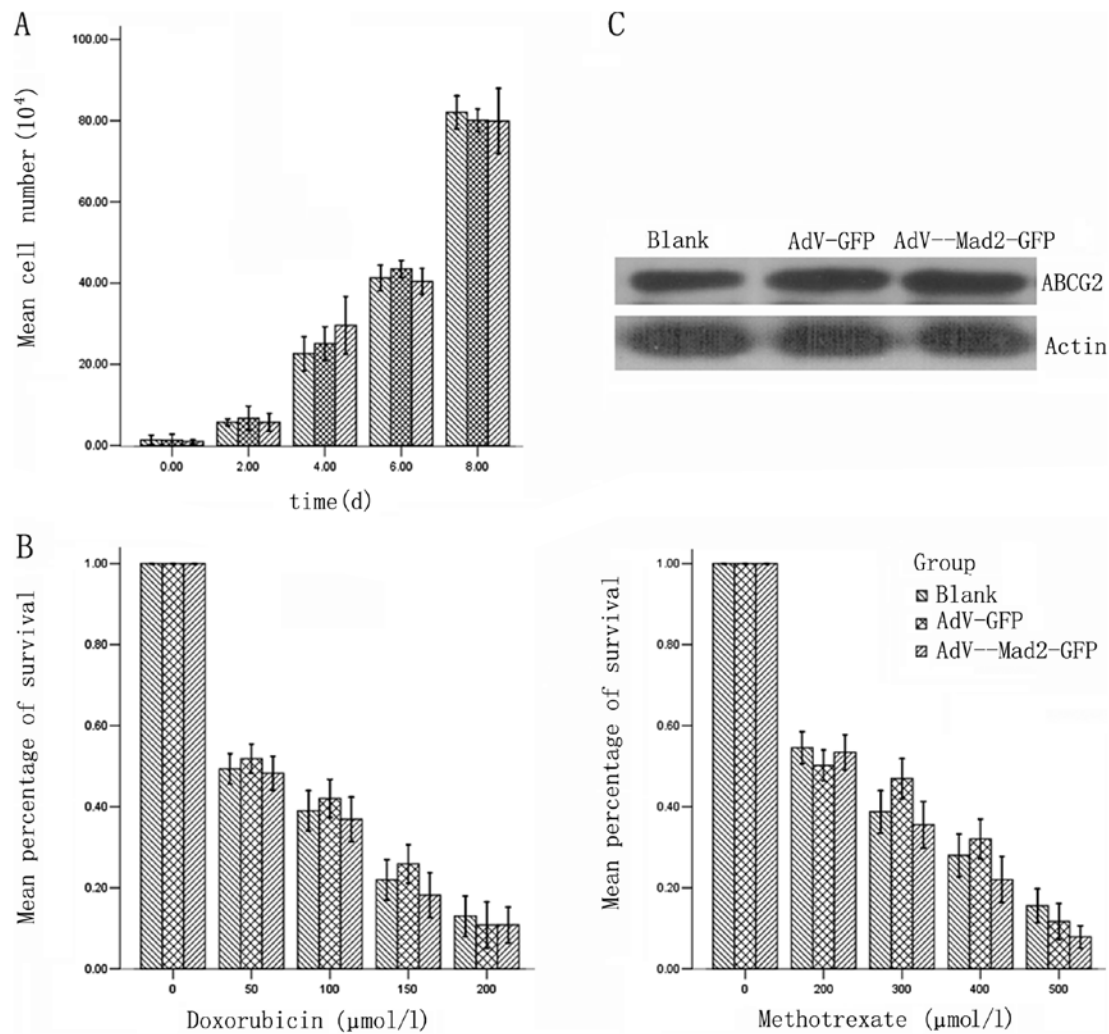 A
Mean cell number (10⁴)
100.00
80.00
60.00
40.00
20.00
0.00
0.00 2.00 4.00 6.00 8.00
time(d)
C
Blank AdV-GFP AdV--Mad2-GFP
ABCG2
Actin
B
Mean percentage of survival
1.00
0.80
0.60
0.40
0.20
0.00
0 50 100 150 200
Doxorubicin (μmol/l)
Mean percentage of survival
1.00
0.80
0.60
0.40
0.20
0.00
0 200 300 400 500
Methotrexate (μmol/l)
Group
Blank
AdV-GFP
AdV--Mad2-GFP